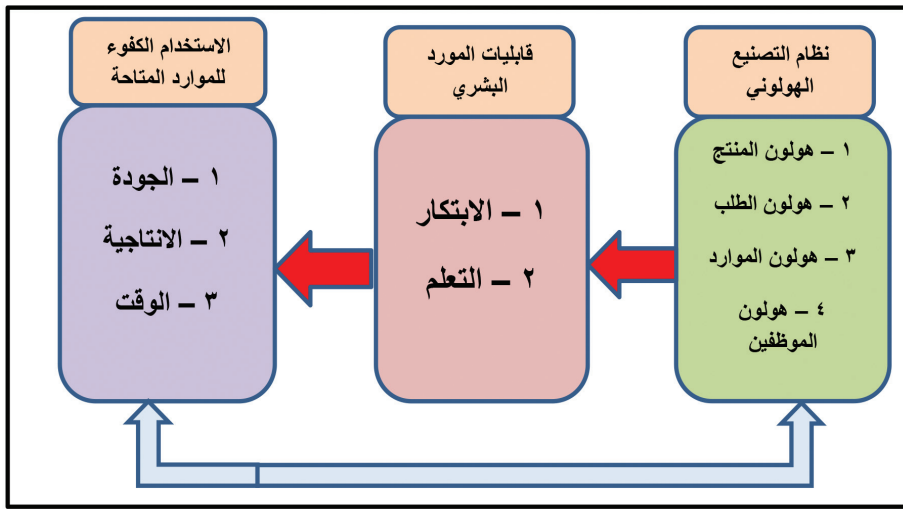 نظام التصنيع
الهولوني
١ – هولون المنتج
٢ – هولون الطلب
٣ – هولون الموارد
٤ – هولون
الموظفين
قابليات المورد
البشري
١ – الابتكار
٢ – التعلم
الاستخدام الكفوء
للموارد المتاحة
١ – الجودة
٢ – الانتاجية
٣ – الوقت